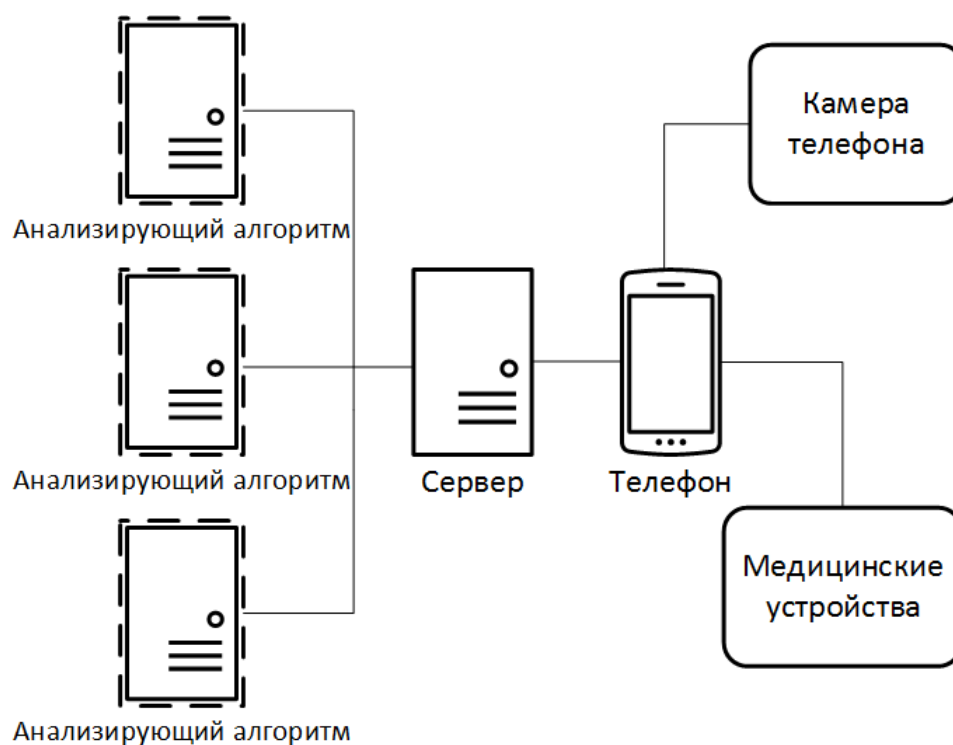 Камера
телефона
Анализирующий алгоритм
Анализирующий алгоритм
Сервер
Телефон
Медицинские
устройства
Анализирующий алгоритм